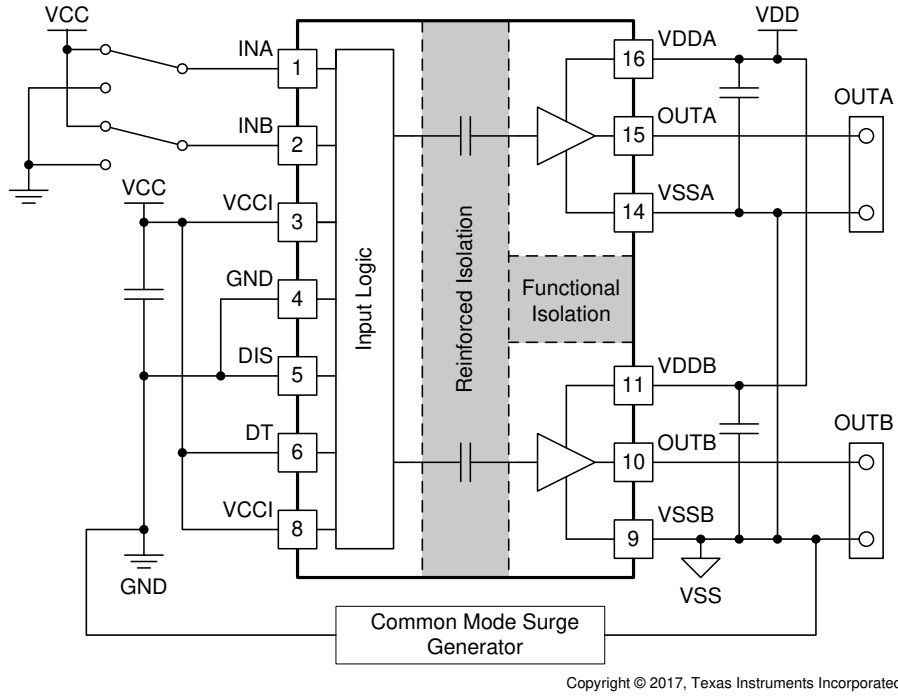 VCC
VDD
INA
1
INB
2
VCC
VCCI
3
GND
4
DIS
5
DT
6
VCCI
8
GND
Input Logic
Reinforced Isolation
Functional
Isolation
VDDA
16
OUTA
15
VSSA
14
OUTA
VDDB
11
OUTB
10
VSSB
9
OUTB
VSS
Common Mode Surge
Generator
Copyright © 2017, Texas Instruments Incorporated